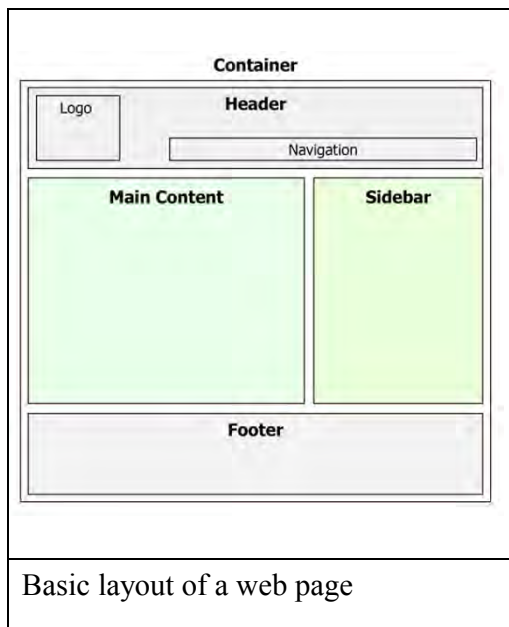 Container
Logo
Header
Navigation
Main Content
Sidebar
Footer
Basic layout of a web page